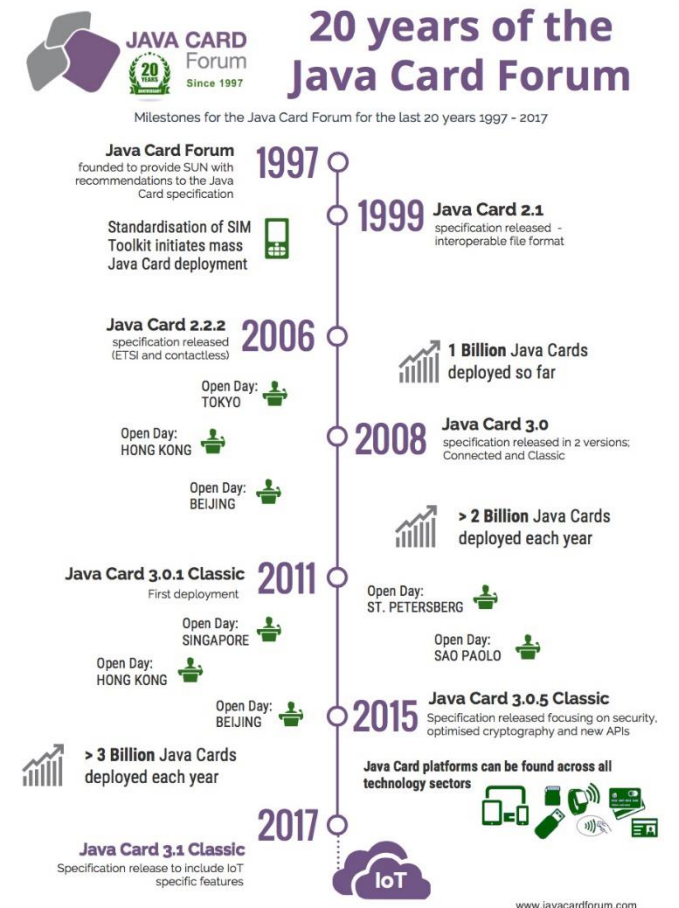 JAVA CARD
Forum
20
YEARS
ANNIVERSARY
Since 1997
20 years of the
Java Card Forum
Milestones for the Java Card Forum for the last 20 years 1997 - 2017
Java Card Forum
founded to provide SUN with
recommendations to the Java
Card specification
1997
1999
Java Card 2.1
specification released -
interoperable file format
Standardisation of SIM
Toolkit initiates mass
Java Card deployment
Java Card 2.2.2
specification released
(ETSI and contactless)
2006
1 Billion Java Cards
deployed so far
Open Day:
TOKYO
Open Day:
HONG KONG
2008
Java Card 3.0
specification released in 2 versions;
Connected and Classic
Open Day:
BEIJING
> 2 Billion Java Cards
deployed each year
Java Card 3.0.1 Classic
First deployment
2011
Open Day:
ST. PETERSBERG
Open Day:
SINGAPORE
Open Day:
SAO PAOLO
Open Day:
HONG KONG
Open Day:
BEIJING
2015
Java Card 3.0.5 Classic
Specification released focusing on security,
optimised cryptography and new APIs
> 3 Billion Java Cards
deployed each year
Java Card platforms can be found across all
technology sectors
2017
Java Card 3.1 Classic
Specification release to include IoT
specific features
IoT
www.javacardforum.com